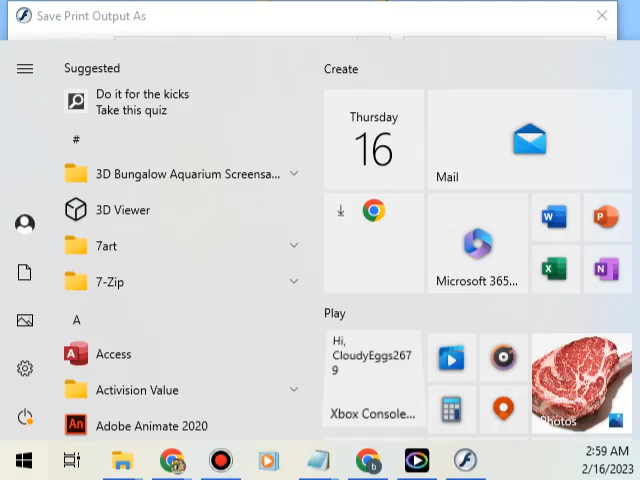 Save Print Output As
Suggested
Do it for the kicks
Take this quiz
#
3D Bungalow Aquarium Screensa...
3D Viewer
7art
7-Zip
A
Access
Activision Value
Adobe Animate 2020
Create
Thursday
16
Mail
Microsoft 365...
Play
Hi,
CloudyEggs267
9
Xbox Console...
Photos
2:59 AM
2/16/2023